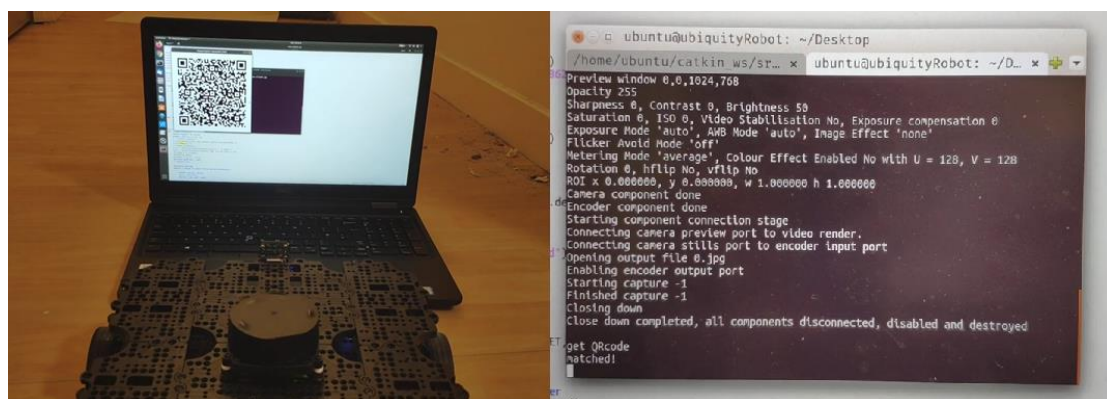 ubuntu@ubiquityRobot: ~/Desktop
/home/ubuntu/catkin_ws/sr… × ubuntu@ubiquityRobot: ~/D… ×
Preview window 0,0,1024,768
Opacity 255
Sharpness 0, Contrast 0, Brightness 50
Saturation 0, ISO 0, Video Stabilisation No, Exposure compensation 0
Exposure Mode 'auto', AWB Mode 'auto', Image Effect 'none'
Flicker Avoid Mode 'off'
Metering Mode 'average', Colour Effect Enabled No with U = 128, V = 128
Rotation 0, hflip No, vflip No
ROI x 0.000000, y 0.000000, w 1.000000 h 1.000000
Camera component done
Encoder component done
Starting component connection stage
Connecting camera preview port to video render.
Connecting camera stills port to encoder input port
Opening output file 0.jpg
Enabling encoder output port
Starting capture -1
Finished capture -1
Closing down
Close down completed, all components disconnected, disabled and destroyed
get QRcode
matched!